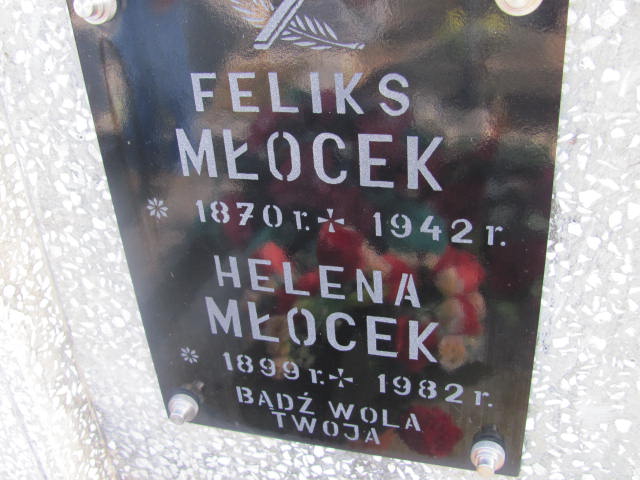 FELIKS
MŁOCEK
* 1870 r. ✝ 1942 r.
HELENA
MŁOCEK
* 1899 r. ✝ 1982 r.
BĄDŹ WOLA
TWOJA